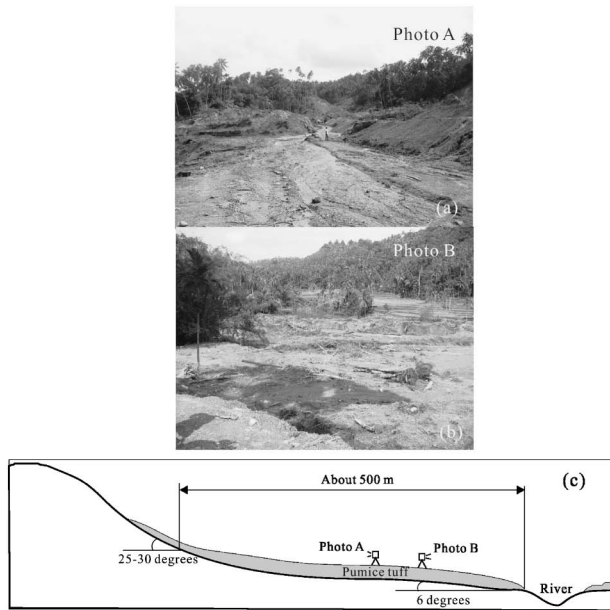 Photo A
(a)
Photo B
(b)
(c)
About 500 m
Photo A
Photo B
25-30 degrees
Pumice tuff
River
6 degrees